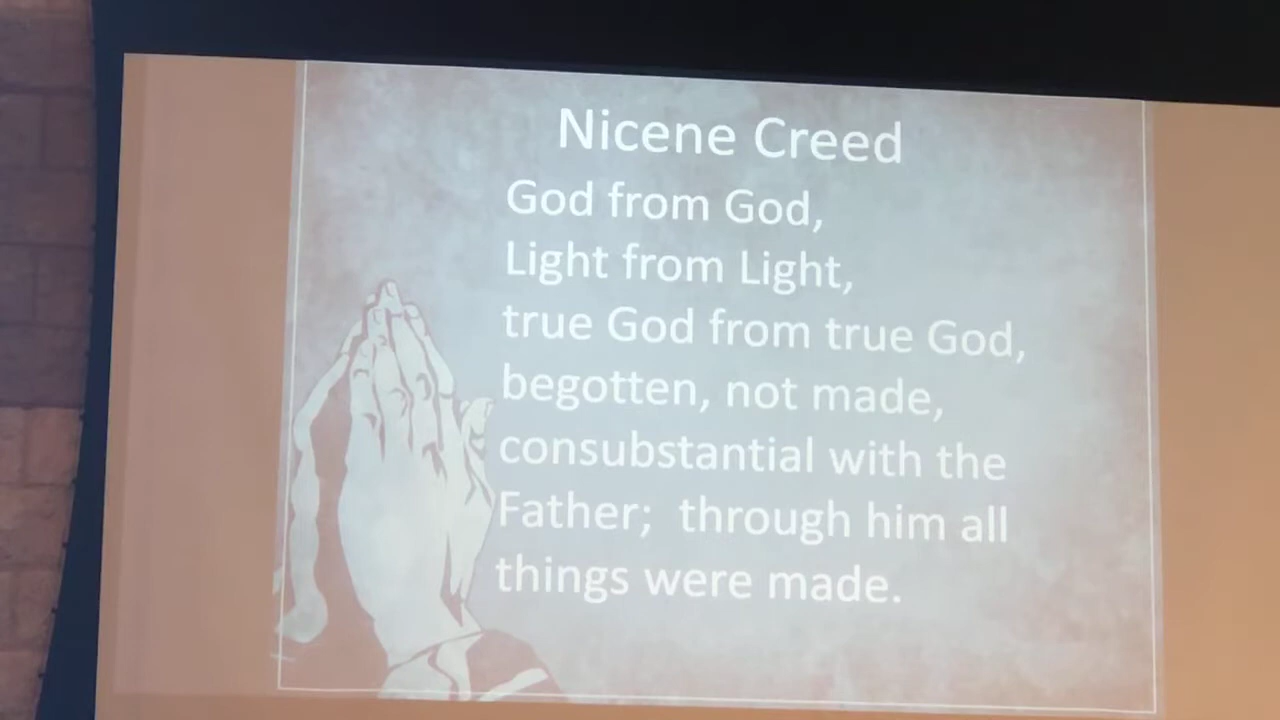 Nicene Creed
God from God,
Light from Light,
true God from true God,
begotten, not made,
consubstantial with the
Father;  through him all
things were made.